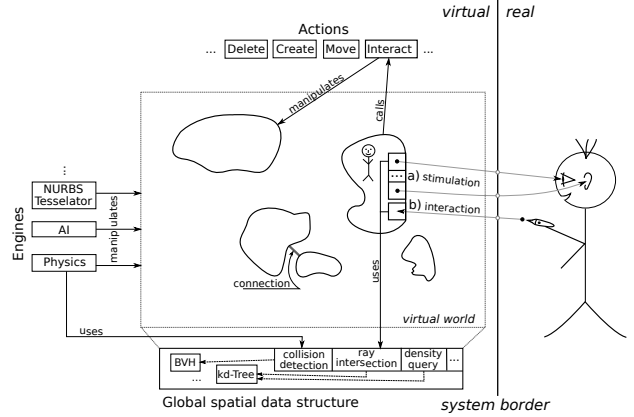 virtual real
Actions
... Delete Create Move Interact ...
manipulates
calls
a) stimulation
...
b) interaction
Engines
...
NURBS
Tesselator
AI
Physics
manipulates
connection
uses
virtual world
uses
BVH
...
kd-Tree
collision
detection
ray
intersection
density
query
...
Global spatial data structure
system border